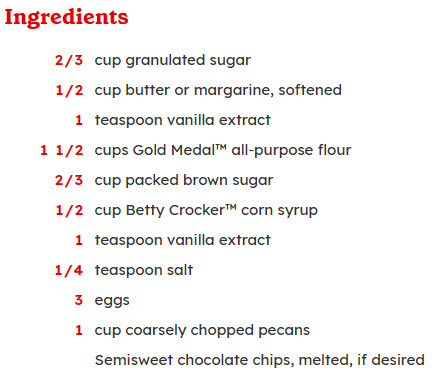 Ingredients
2/3 cup granulated sugar
1/2 cup butter or margarine, softened
1 teaspoon vanilla extract
1 1/2 cups Gold Medal™ all-purpose flour
2/3 cup packed brown sugar
1/2 cup Betty Crocker™ corn syrup
1 teaspoon vanilla extract
1/4 teaspoon salt
3 eggs
1 cup coarsely chopped pecans
Semisweet chocolate chips, melted, if desired